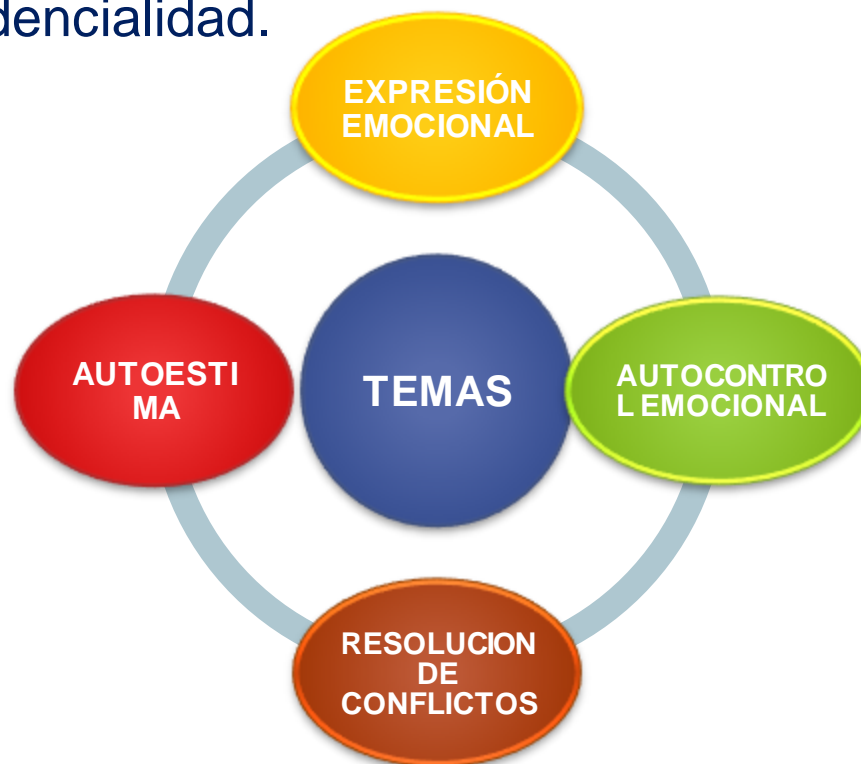 dencialidad.
EXPRESIÓN
EMOCIONAL
AUTOESTI
MA
TEMAS
AUTOCONTRO
L EMOCIONAL
RESOLUCION
DE
CONFLICTOS